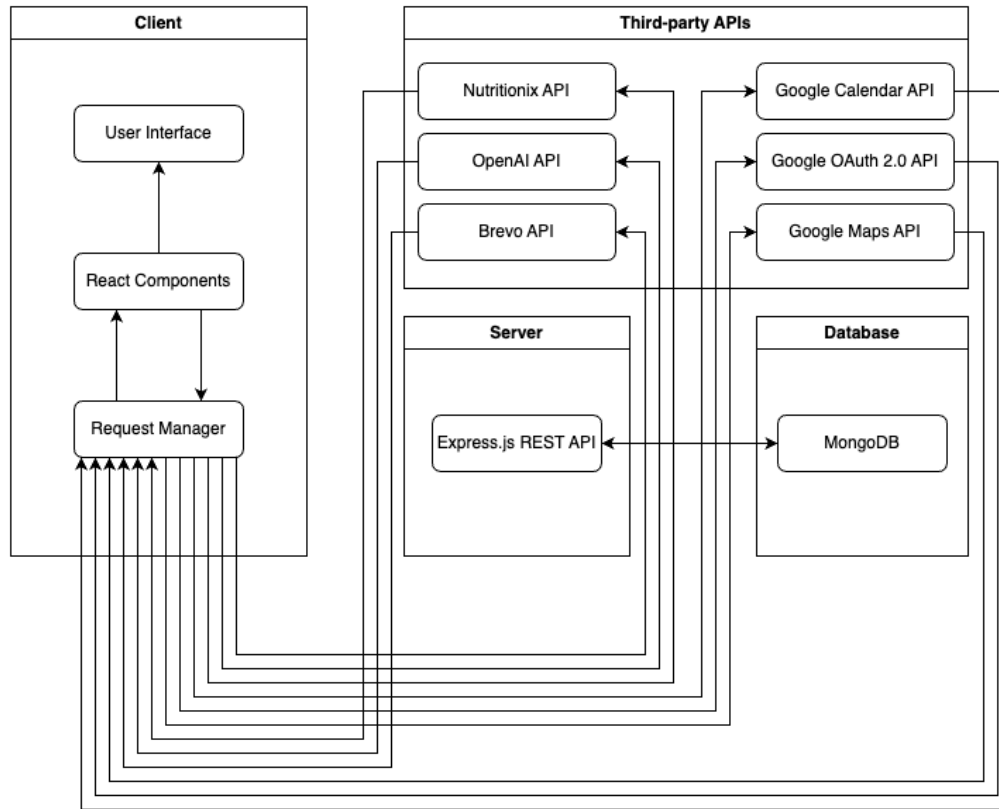 Client
User Interface
React Components
Request Manager
Third-party APIs
Nutritionix API
OpenAI API
Brevo API
Google Calendar API
Google OAuth 2.0 API
Google Maps API
Server
Express.js REST API
Database
MongoDB